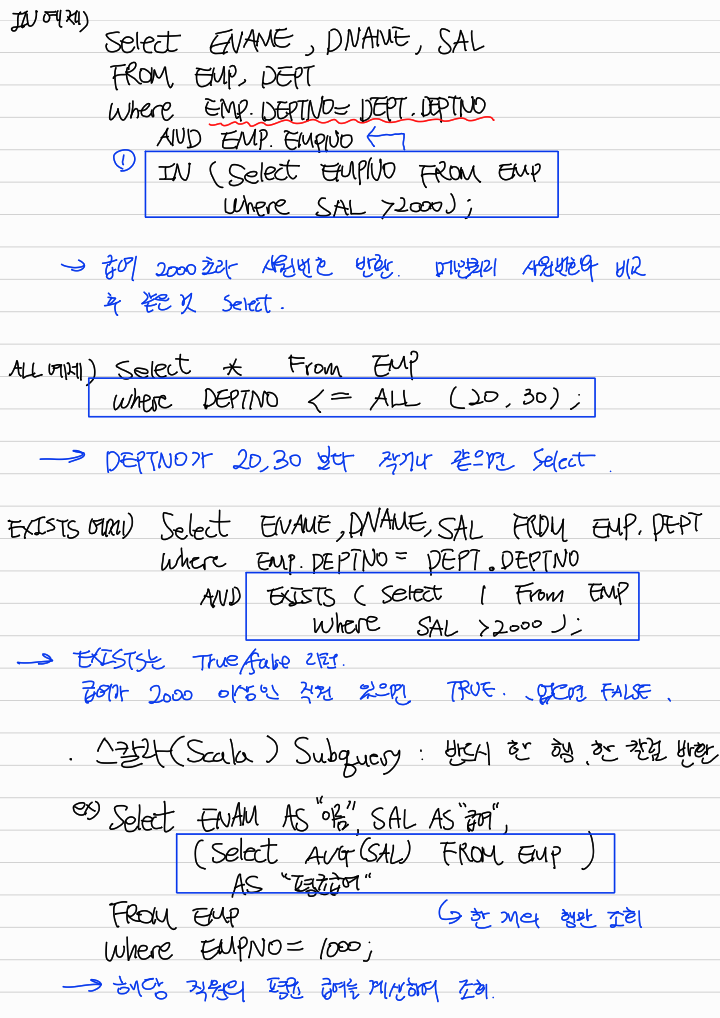 IN 예제)
Select ENAME, DNAME, SAL
FROM EMP, DEPT
Where EMP.DEPTNO = DEPT.DEPTNO
AND EMP.EMPNO
① IN (Select EMPNO FROM EMP
Where SAL >2000);
→ 급여 2000초과 사원번호 반환. 메인쿼리 사원번호와 비교
후 같은 것 Select.
ALL 예제) Select * From EMP
where DEPTNO <= ALL (20, 30);
→ DEPTNO가 20,30 보다 작거나 같으면 Select.
EXISTS 예제) Select ENAME, DNAME, SAL FROM EMP. DEPT
Where EMP.DEPTNO = DEPT.DEPTNO
AND EXISTS ( Select 1 From EMP
Where SAL >2000 );
→ EXISTS는 True/false 리턴.
급여가 2000 이상인 직원 있으면 TRUE. 없으면 FALSE.
. 스칼라(Scala) Subquery : 반드시 한 행, 한 칼럼 반환
ex) Select ENAM AS "이름", SAL AS "급여",
(Select AVG(SAL) FROM EMP )
AS "평균급여"
FROM EMP
↳ 한 개의 행만 조회
Where EMPNO = 1000;
→ 해당 직원의 평균 급여를 계산하여 조회.